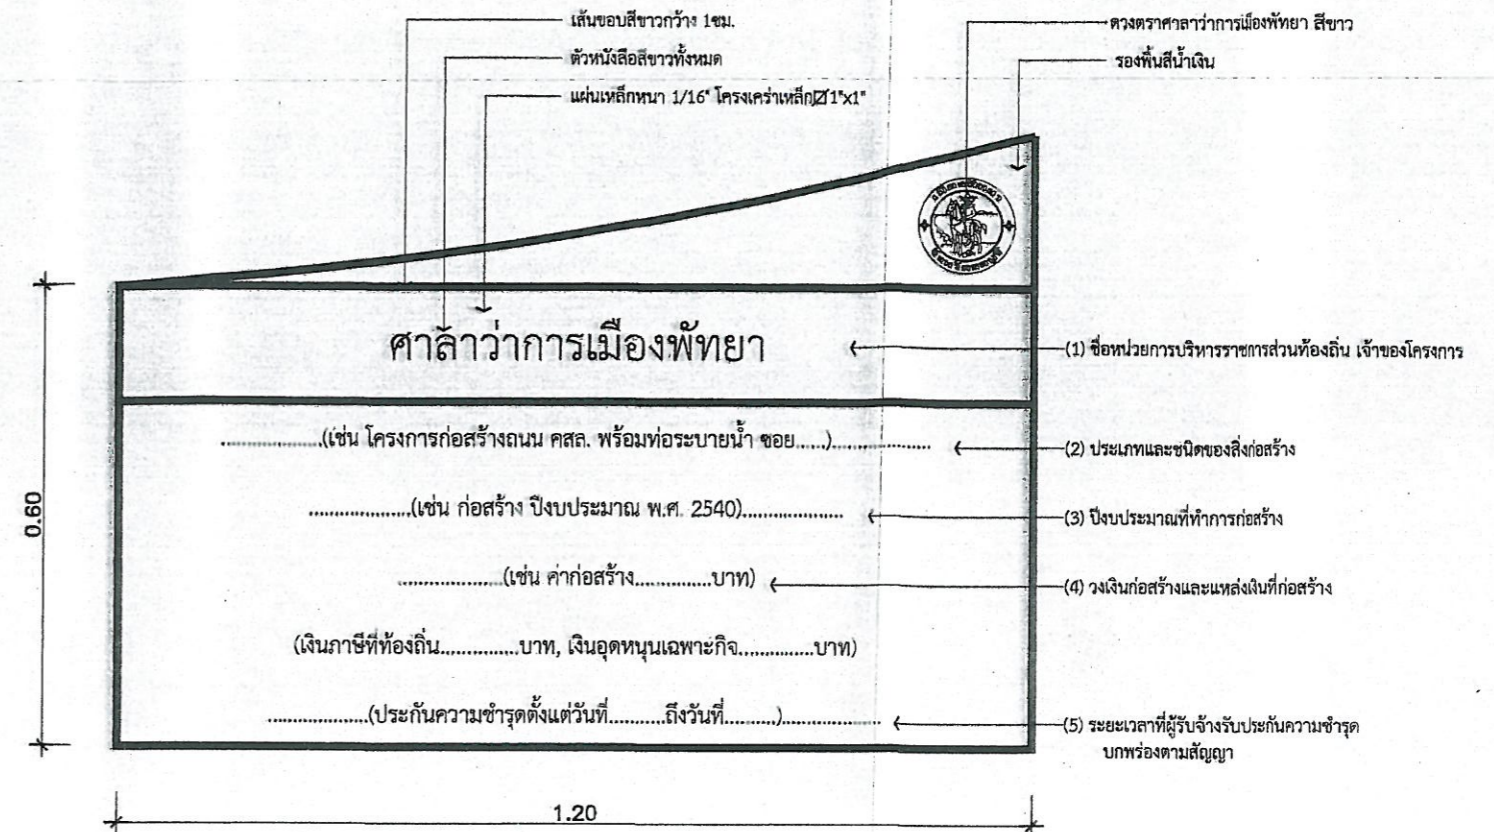 เส้นขอบสีขาวกว้าง 1ซม.
ตัวหนังสือสีขาวทั้งหมด
แผ่นเหล็กหนา 1/16" โครงเคร่าเหล็ก 1"x1"
ดวงตราศาลาว่าการเมืองพัทยา สีขาว
รองพื้นสีน้ำเงิน
ศาลาว่าการเมืองพัทยา
(1) ชื่อหน่วยการบริหารราชการส่วนท้องถิ่น เจ้าของโครงการ
....................(เช่น โครงการก่อสร้างถนน คสล. พร้อมท่อระบายน้ำ ซอย......)....................
(2) ประเภทและชนิดของสิ่งก่อสร้าง
....................(เช่น ก่อสร้าง ปีงบประมาณ พ.ศ. 2540)....................
(3) ปีงบประมาณที่ทำการก่อสร้าง
....................(เช่น ค่าก่อสร้าง..............บาท)
(4) วงเงินก่อสร้างและแหล่งเงินที่ก่อสร้าง
(เงินภาษีที่ท้องถิ่น..............บาท, เงินอุดหนุนเฉพาะกิจ..............บาท)
....................(ประกันความชำรุดตั้งแต่วันที่..........ถึงวันที่..........)....................
(5) ระยะเวลาที่ผู้รับจ้างรับประกันความชำรุด
บกพร่องตามสัญญา
0.60
1.20